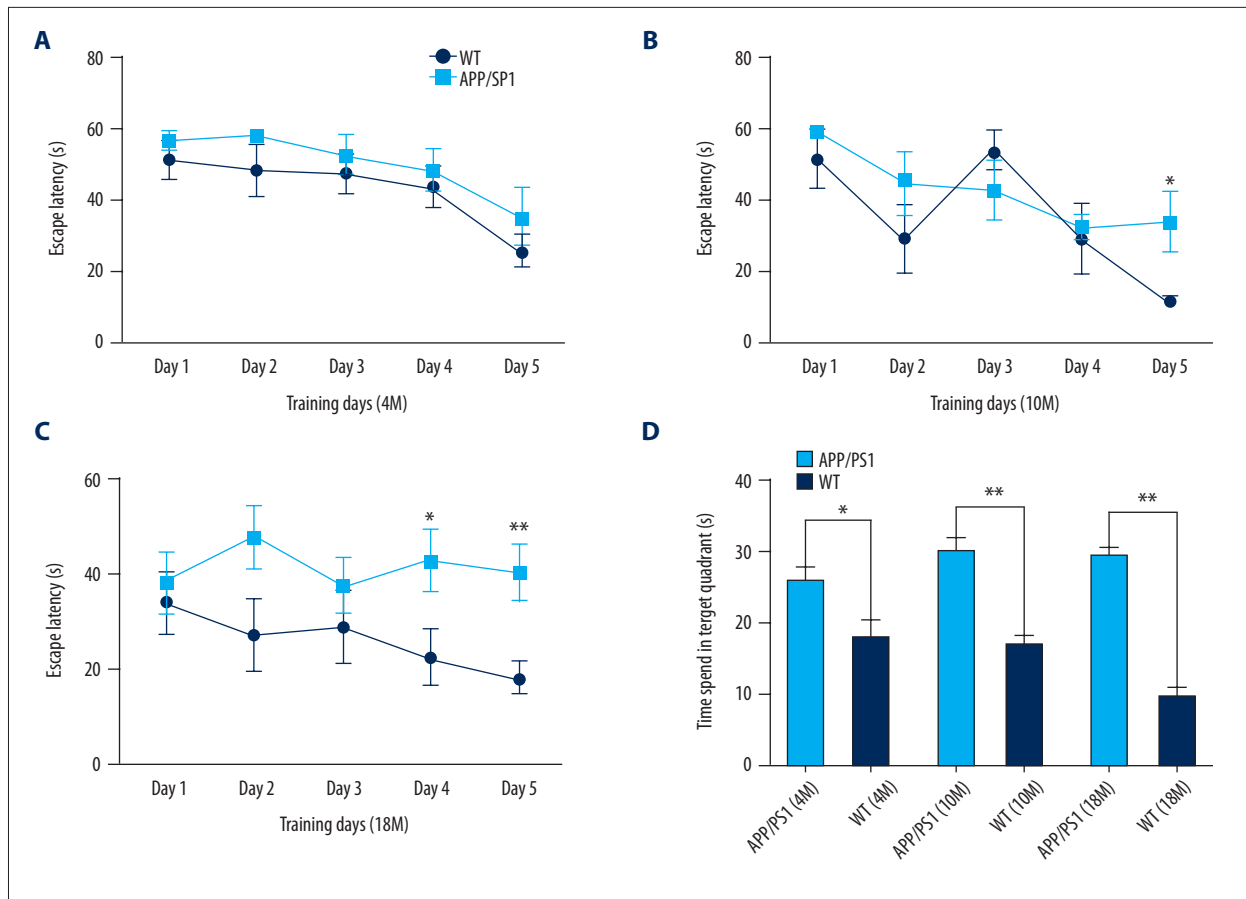 A
80
60
40
20
0
Escape latency (s)
WT
APP/SP1
Day 1
Day 2
Day 3
Day 4
Day 5
Training days (4M)
B
80
60
40
20
0
Escape latency (s)
*
Day 1
Day 2
Day 3
Day 4
Day 5
Training days (10M)
C
60
40
20
0
Escape latency (s)
*
**
Day 1
Day 2
Day 3
Day 4
Day 5
Training days (18M)
D
APP/PS1
WT
40
30
20
10
0
Time spend in terget quadrant (s)
*
**
**
APP/PS1 (4M)
WT (4M)
APP/PS1 (10M)
WT (10M)
APP/PS1 (18M)
WT (18M)